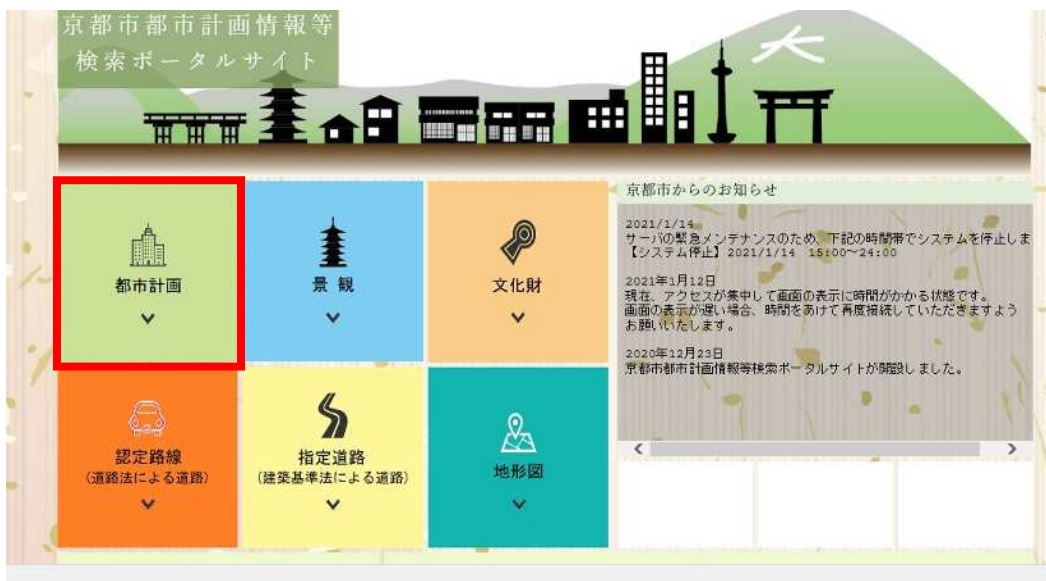 京都市都市計画情報等
検索ポータルサイト
大
都市計画
景観
文化財
認定路線
(道路法による道路)
指定道路
(建築基準法による道路)
地形図
京都市からのお知らせ
2021/1/14
サーバの緊急メンテナンスのため、下記の時間帯でシステムを停止しま
【システム停止】2021/1/14 15:00~24:00
2021年1月12日
現在、アクセスが集中して画面の表示に時間がかかる状態です。
画面の表示が遅い場合、時間をあけて再度接続していただきますよう
お願いいたします。
2020年12月23日
京都市都市計画情報等検索ポータルサイトが開設しました。